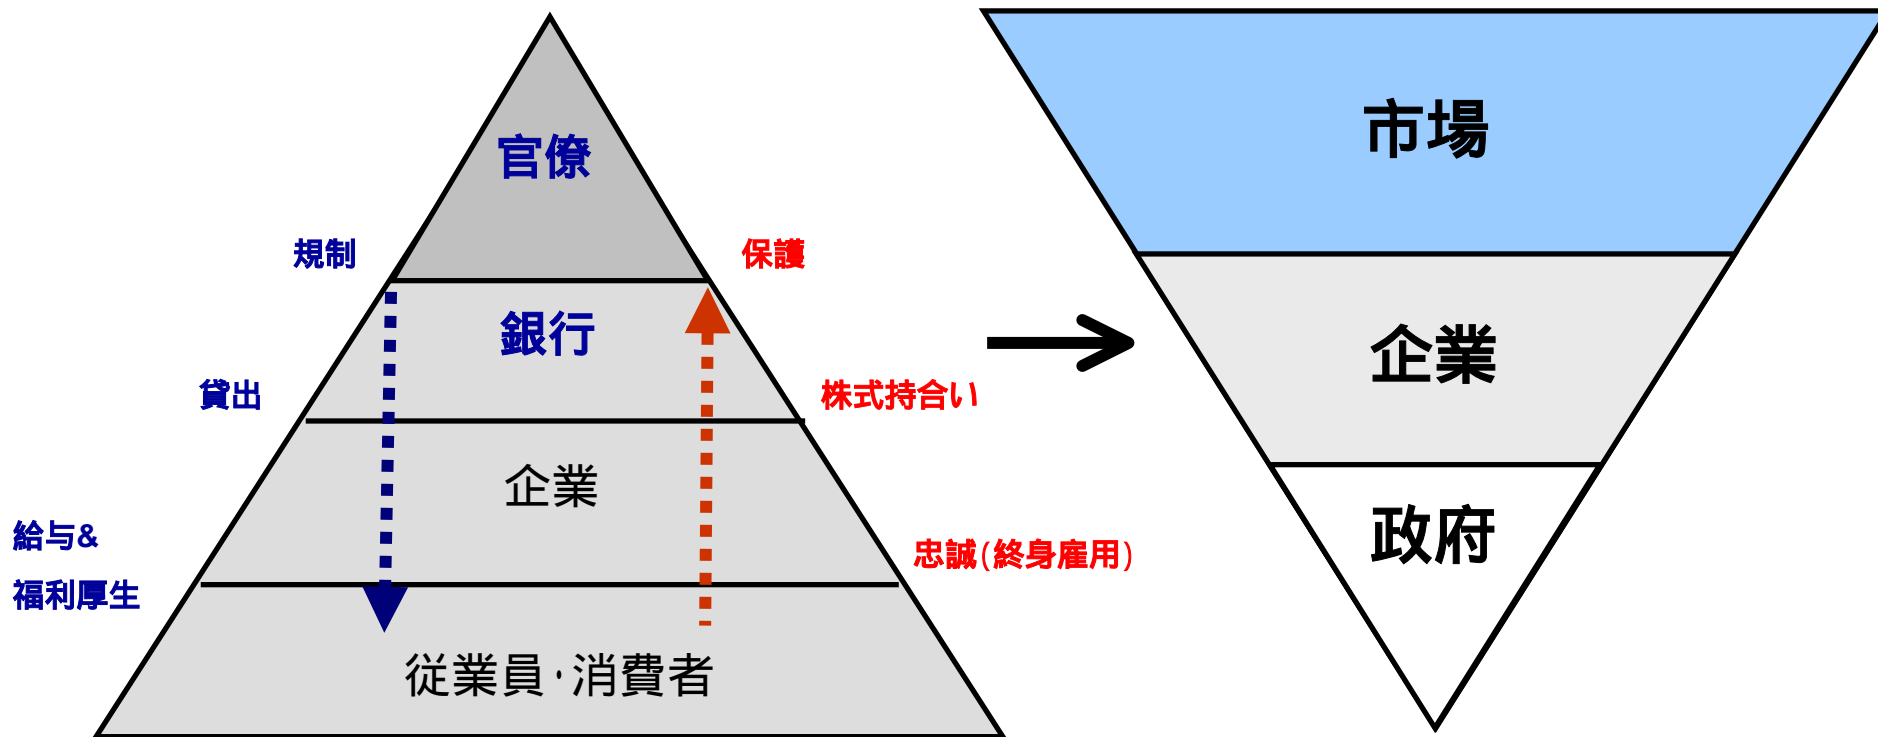 官僚
規制
保護
銀行
貸出
株式持合い
企業
給与&
福利厚生
忠誠(終身雇用)
従業員·消費者
市場
企業
政府